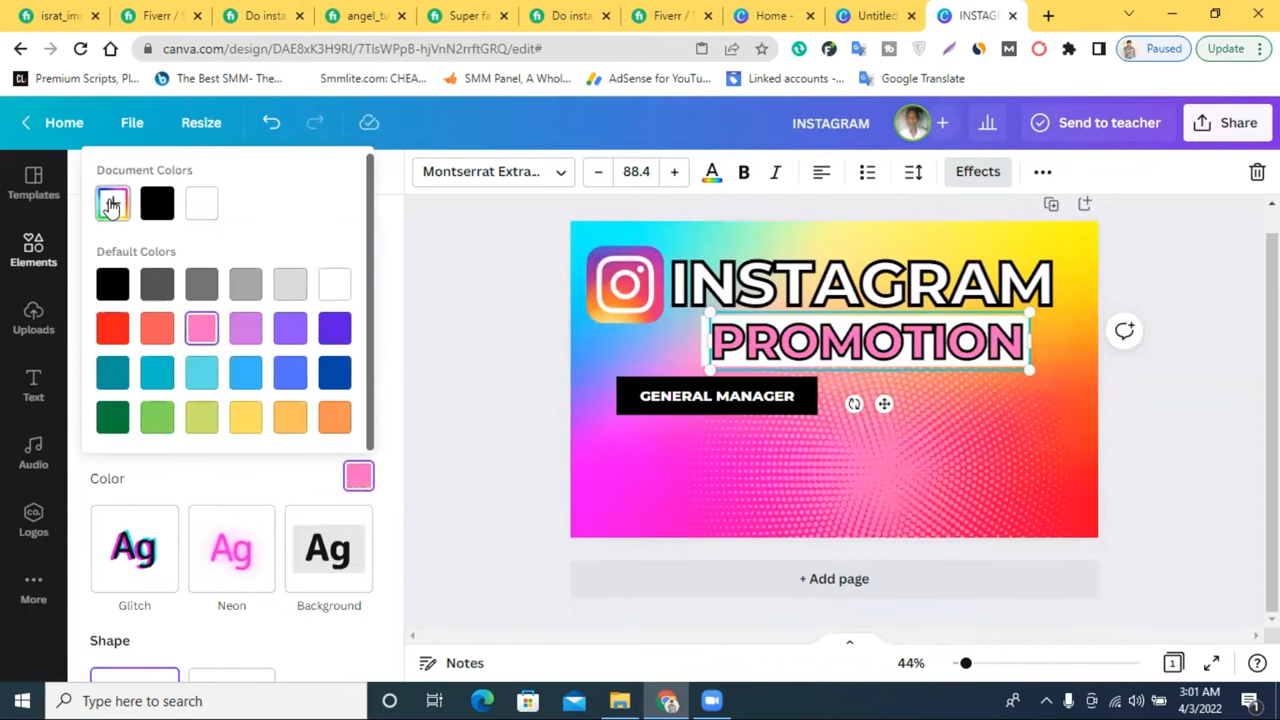 israt_imo
Fiverr / S
Do insta
angel_tu
Super fa
Do insta
Fiverr / S
Home -
Untitled
INSTAGR
canva.com/design/DAE8xK3H9RI/7TIsWPpB-hjVnN2rrftGRQ/edit#
Paused
Update
Premium Scripts, Pl...
The Best SMM- The...
Smmlite.com: CHEA...
SMM Panel, A Whol...
AdSense for YouTu...
Linked accounts -...
Google Translate
Home
File
Resize
INSTAGRAM
Send to teacher
Share
Templates
Elements
Uploads
Text
Audio
Logos
More
Document Colors
Default Colors
Color
Ag
Ag
Ag
Glitch
Neon
Background
Shape
Montserrat Extra...
88.4
A
B
I
Effects
INSTAGRAM
PROMOTION
GENERAL MANAGER
+ Add page
Notes
44%
1
Type here to search
3:01 AM
4/3/2022